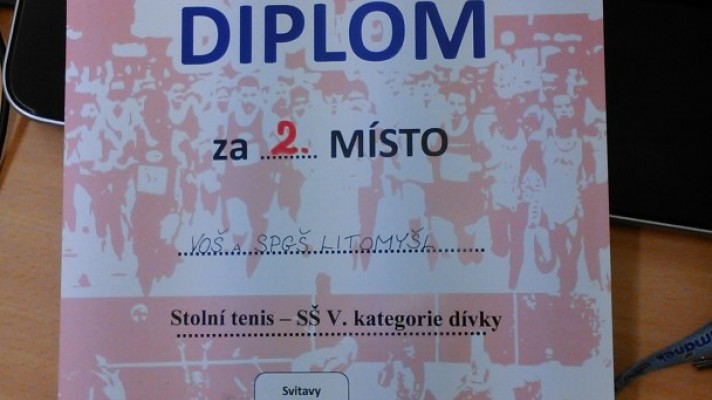 DIPLOM
za 2. MÍSTO
VOŠ A SPGŠ LITOMYŠL
Stolní tenis – SŠ V. kategorie dívky
Svitavy